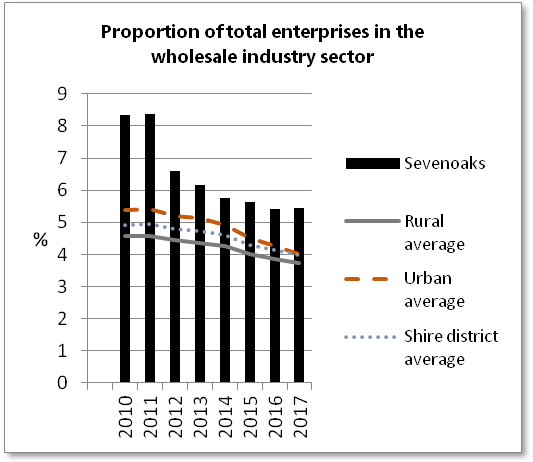 Proportion of total enterprises in the
wholesale industry sector
9
8
7
6
5
4
3
2
1
0
%
2010
2011
2012
2013
2014
2015
2016
2017
Sevenoaks
Rural
average
Urban
average
Shire district
average